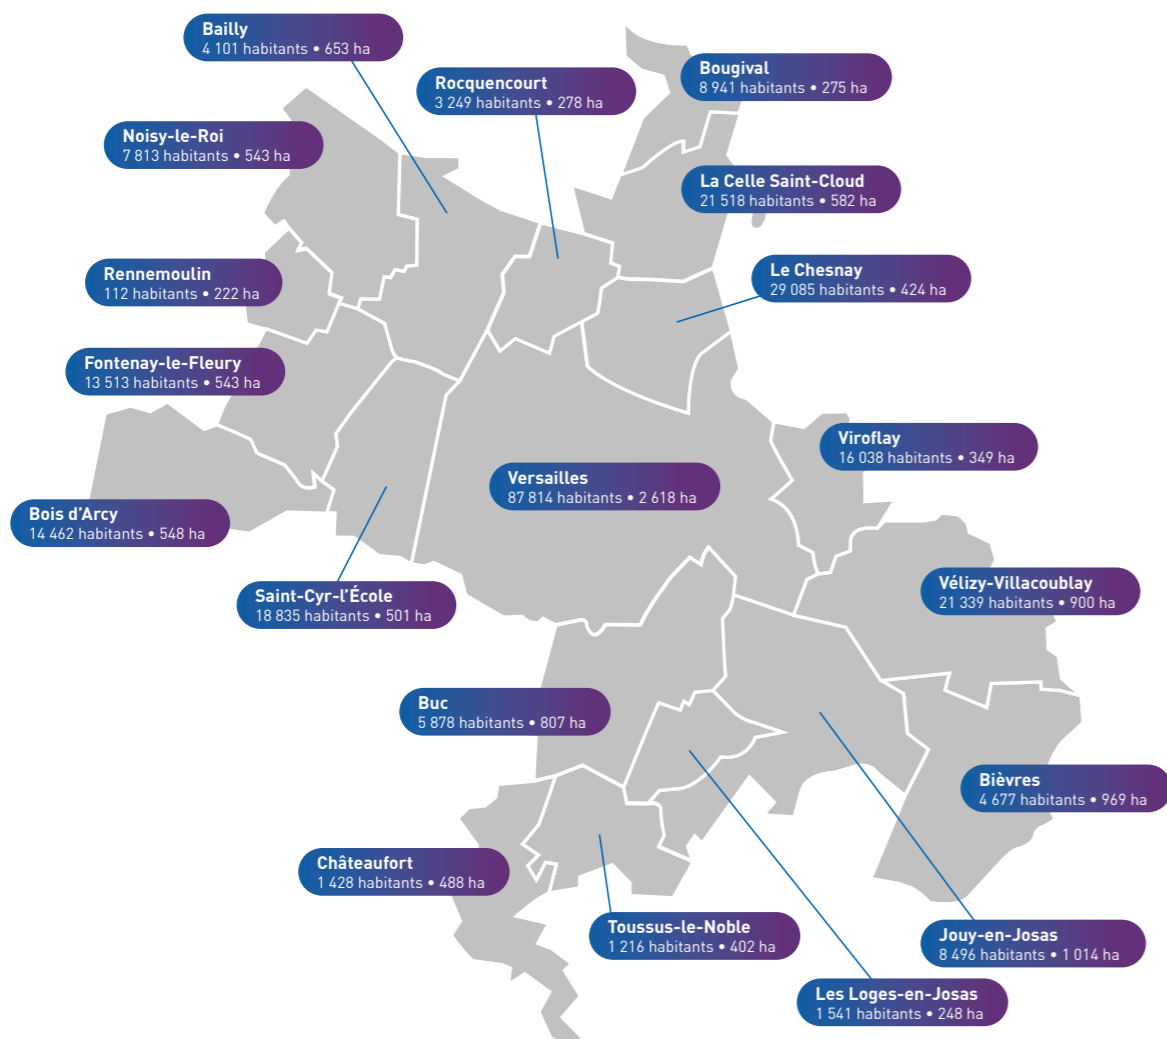 Bailly
4 101 habitants • 653 ha
Rocquencourt
3 249 habitants • 278 ha
Bougival
8 941 habitants • 275 ha
Noisy-le-Roi
7 813 habitants • 543 ha
La Celle Saint-Cloud
21 518 habitants • 582 ha
Rennemoulin
112 habitants • 222 ha
Le Chesnay
29 085 habitants • 424 ha
Fontenay-le-Fleury
13 513 habitants • 543 ha
Viroflay
16 038 habitants • 349 ha
Versailles
87 814 habitants • 2 618 ha
Bois d’Arcy
14 462 habitants • 548 ha
Saint-Cyr-l’École
18 835 habitants • 501 ha
Vélizy-Villacoublay
21 339 habitants • 900 ha
Buc
5 878 habitants • 807 ha
Bièvres
4 677 habitants • 969 ha
Châteaufort
1 428 habitants • 488 ha
Toussus-le-Noble
1 216 habitants • 402 ha
Jouy-en-Josas
8 496 habitants • 1 014 ha
Les Loges-en-Josas
1 541 habitants • 248 ha